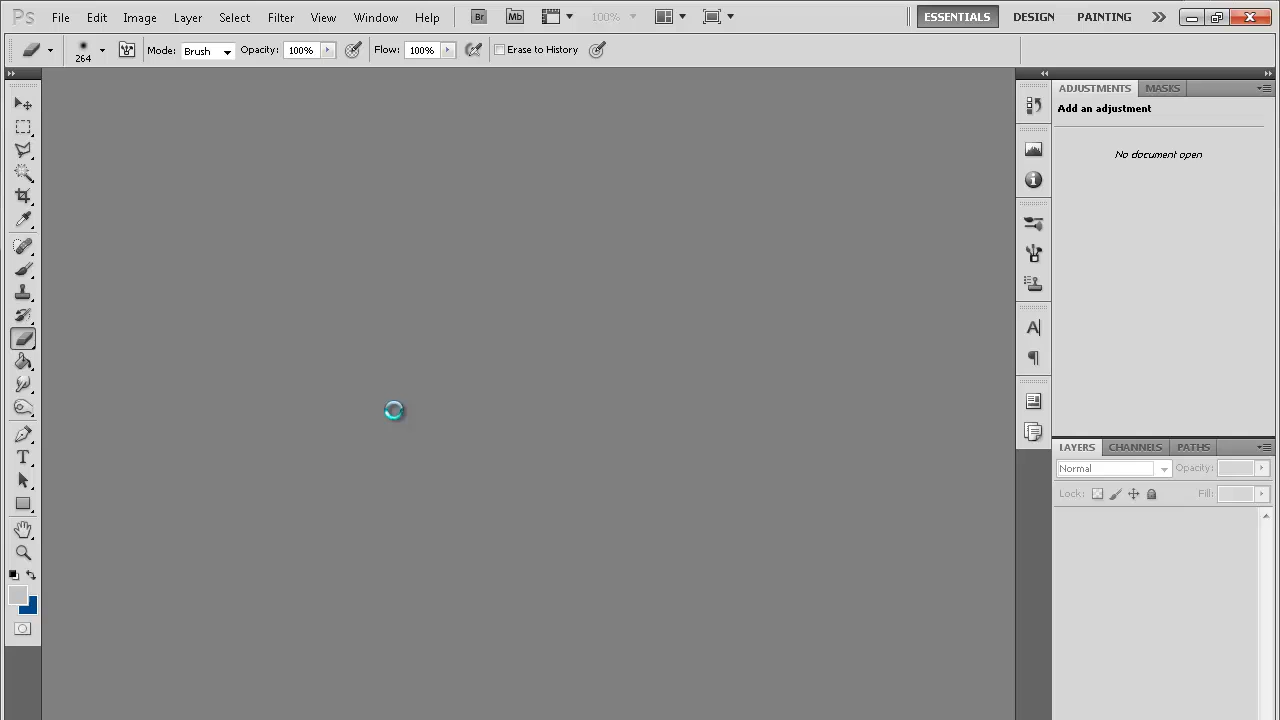 Ps File Edit Image Layer Select Filter View Window Help Br Mb 100% ESSENTIALS DESIGN PAINTING
264 Mode: Brush Opacity: 100% Flow: 100% Erase to History
ADJUSTMENTS MASKS
Add an adjustment
No document open
LAYERS CHANNELS PATHS
Normal Opacity:
Lock: Fill: